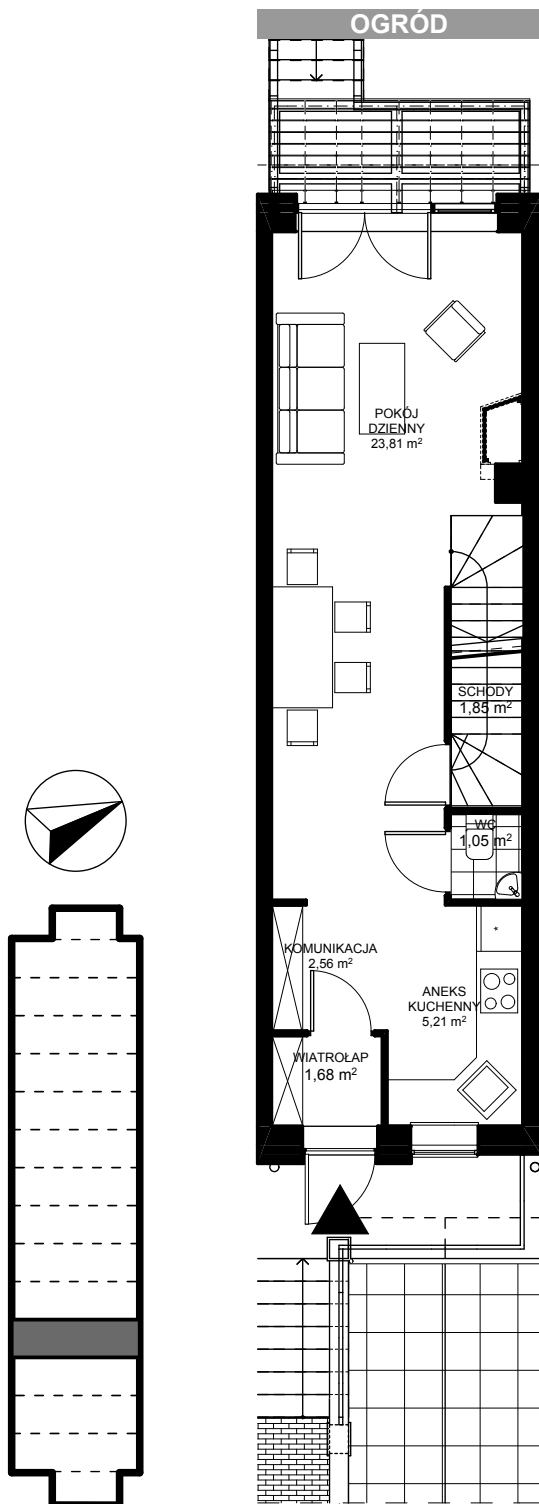 OGRÓD
POKÓJ
DZIENNY
23,81 m²
SCHODY
1,85 m²
WC
1,05 m²
KOMUNIKACJA
2,56 m²
ANEKS
KUCHENNY
5,21 m²
WIATROŁAP
1,68 m²